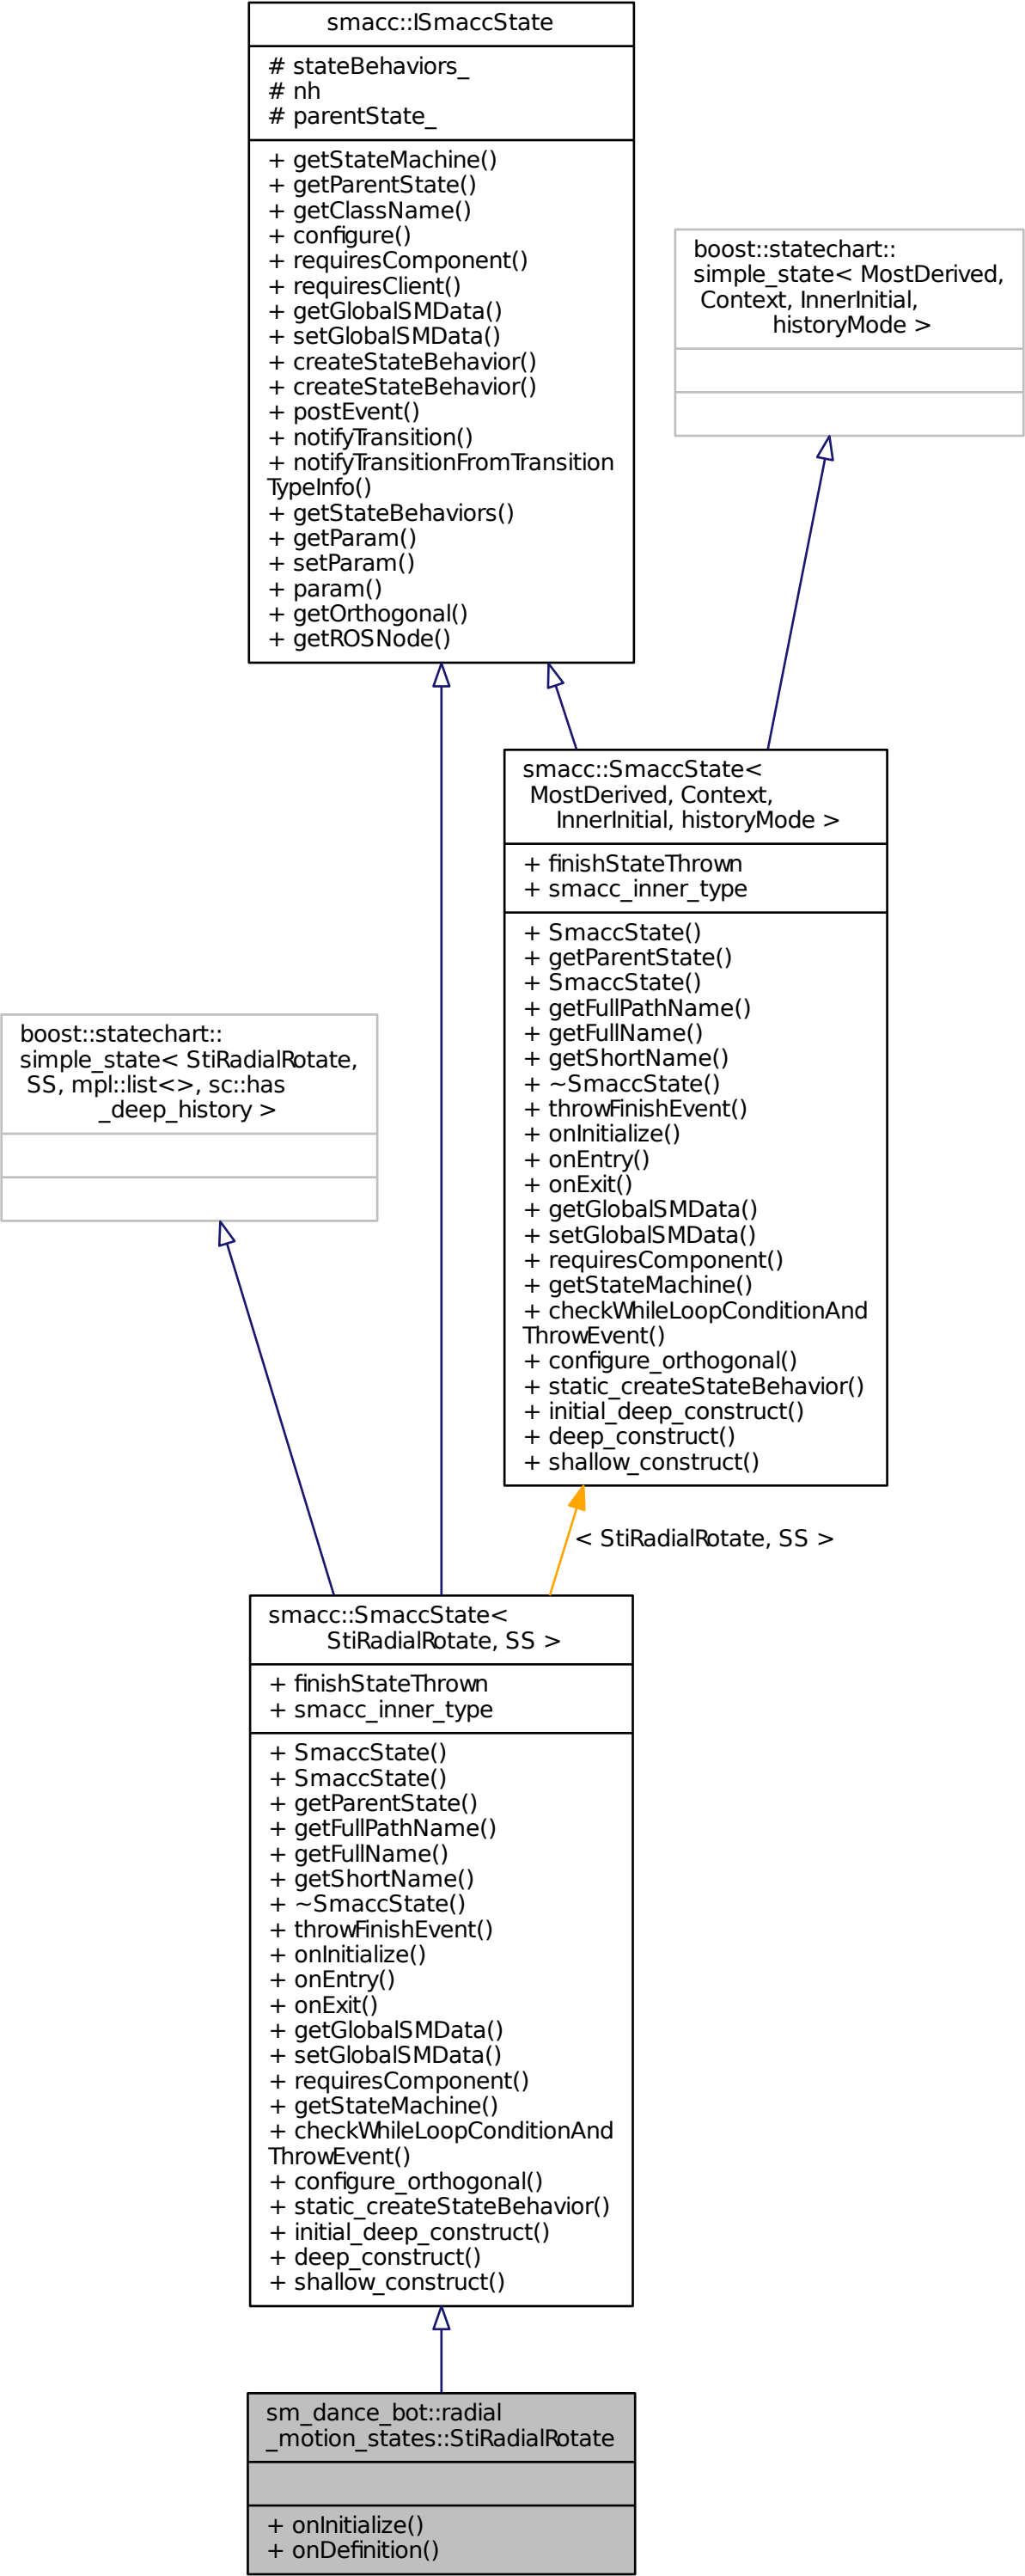 smacc::ISmaccState
# stateBehaviors_
# nh
# parentState_
+ getStateMachine()
+ getParentState()
+ getClassName()
+ configure()
+ requiresComponent()
+ requiresClient()
+ getGlobalSMData()
+ setGlobalSMData()
+ createStateBehavior()
+ createStateBehavior()
+ postEvent()
+ notifyTransition()
+ notifyTransitionFromTransition
TypeInfo()
+ getStateBehaviors()
+ getParam()
+ setParam()
+ param()
+ getOrthogonal()
+ getROSNode()
boost::statechart::
simple_state< MostDerived,
Context, InnerInitial,
historyMode >
smacc::SmaccState<
MostDerived, Context,
InnerInitial, historyMode >
+ finishStateThrown
+ smacc_inner_type
+ SmaccState()
+ getParentState()
+ SmaccState()
+ getFullPathName()
+ getFullName()
+ getShortName()
+ ~SmaccState()
+ throwFinishEvent()
+ onInitialize()
+ onEntry()
+ onExit()
+ getGlobalSMData()
+ setGlobalSMData()
+ requiresComponent()
+ getStateMachine()
+ checkWhileLoopConditionAnd
ThrowEvent()
+ configure_orthogonal()
+ static_createStateBehavior()
+ initial_deep_construct()
+ deep_construct()
+ shallow_construct()
boost::statechart::
simple_state< StiRadialRotate,
SS, mpl::list<>, sc::has
_deep_history >
< StiRadialRotate, SS >
smacc::SmaccState<
StiRadialRotate, SS >
+ finishStateThrown
+ smacc_inner_type
+ SmaccState()
+ SmaccState()
+ getParentState()
+ getFullPathName()
+ getFullName()
+ getShortName()
+ ~SmaccState()
+ throwFinishEvent()
+ onInitialize()
+ onEntry()
+ onExit()
+ getGlobalSMData()
+ setGlobalSMData()
+ requiresComponent()
+ getStateMachine()
+ checkWhileLoopConditionAnd
ThrowEvent()
+ configure_orthogonal()
+ static_createStateBehavior()
+ initial_deep_construct()
+ deep_construct()
+ shallow_construct()
sm_dance_bot::radial
_motion_states::StiRadialRotate
+ onInitialize()
+ onDefinition()